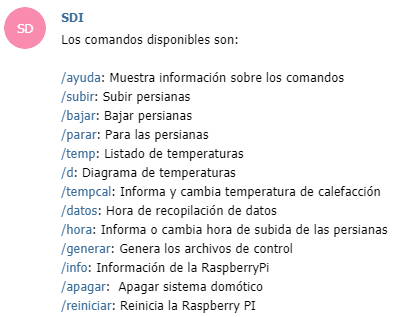 SD
SDI
Los comandos disponibles son:
/ayuda: Muestra información sobre los comandos
/subir: Subir persianas
/bajar: Bajar persianas
/parar: Para las persianas
/temp: Listado de temperaturas
/d: Diagrama de temperaturas
/tempcal: Informa y cambia temperatura de calefacción
/datos: Hora de recopilación de datos
/hora: Informa o cambia hora de subida de las persianas
/generar: Genera los archivos de control
/info: Información de la RaspberryPi
/apagar:  Apagar sistema domótico
/reiniciar: Reinicia la Raspberry PI